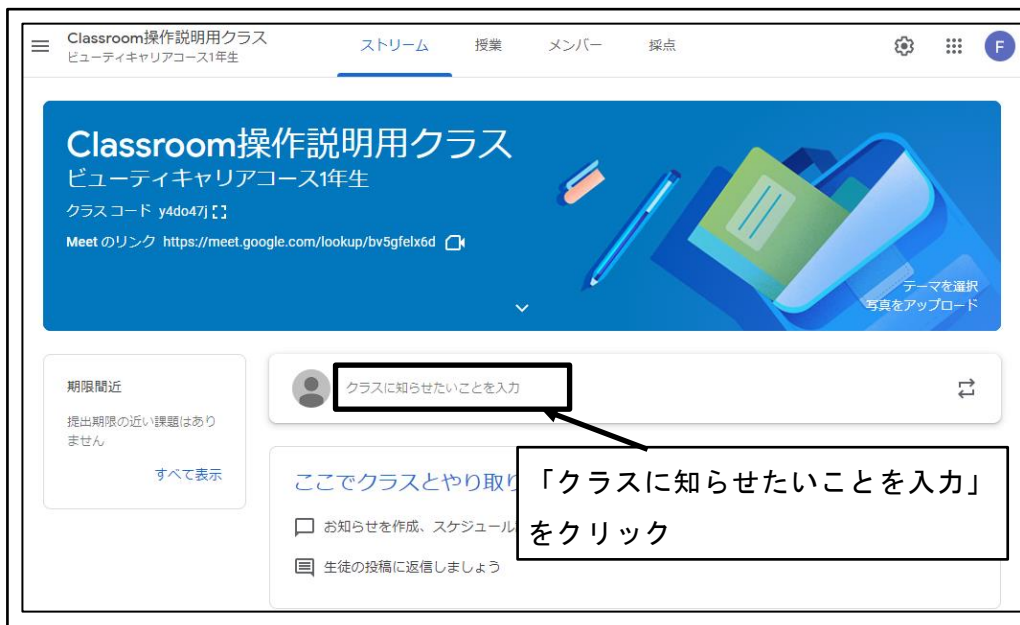 Classroom操作説明用クラス
ビューティキャリアコース1年生
ストリーム 授業 メンバー 採点
F
Classroom操作説明用クラス
ビューティキャリアコース1年生
クラス コード y4do47j
Meet のリンク https://meet.google.com/lookup/bv5gfelx6d
テーマを選択
写真をアップロード
期限間近
提出期限の近い課題はあり
ません
すべて表示
クラスに知らせたいことを入力
ここでクラスとやり取り
お知らせを作成、スケジュール
生徒の投稿に返信しましょう
「クラスに知らせたいことを入力」
をクリック